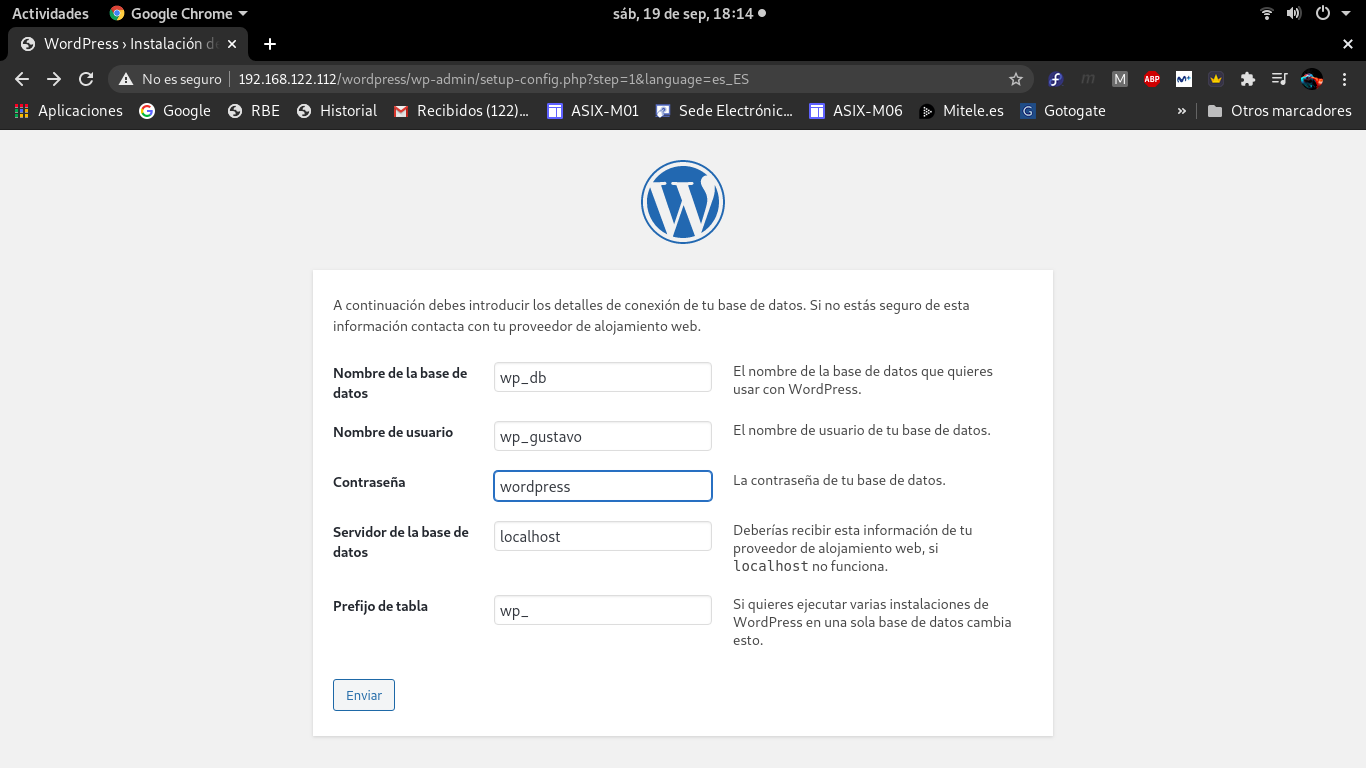 Actividades Google Chrome sáb, 19 de sep, 18:14
WordPress › Instalación de
No es seguro 192.168.122.112/wordpress/wp-admin/setup-config.php?step=1&language=es_ES
Aplicaciones Google RBE Historial Recibidos (122)... ASIX-M01 Sede Electrónic... ASIX-M06 Mitele.es Gotogate » Otros marcadores
A continuación debes introducir los detalles de conexión de tu base de datos. Si no estás seguro de esta
información contacta con tu proveedor de alojamiento web.
Nombre de la base de
datos
wp_db
El nombre de la base de datos que quieres
usar con WordPress.
Nombre de usuario
wp_gustavo
El nombre de usuario de tu base de datos.
Contraseña
wordpress
La contraseña de tu base de datos.
Servidor de la base de
datos
localhost
Deberías recibir esta información de tu
proveedor de alojamiento web, si
localhost no funciona.
Prefijo de tabla
wp_
Si quieres ejecutar varias instalaciones de
WordPress en una sola base de datos cambia
esto.
Enviar